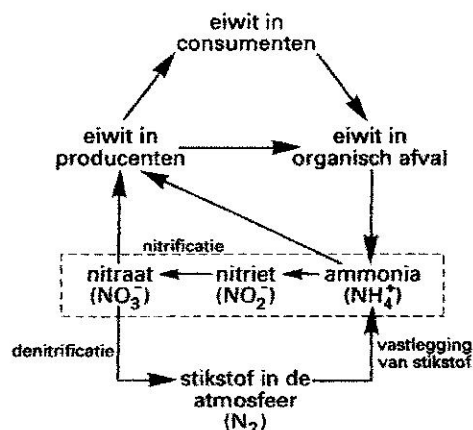 eiwit in
consumenten
eiwit in
producenten
eiwit in
organisch afval
nitrificatie
nitraat
(NO₃⁻)
nitriet
(NO₂⁻)
ammonia
(NH₄⁺)
denitrificatie
vastlegging
van stikstof
stikstof in de
atmosfeer
(N₂)